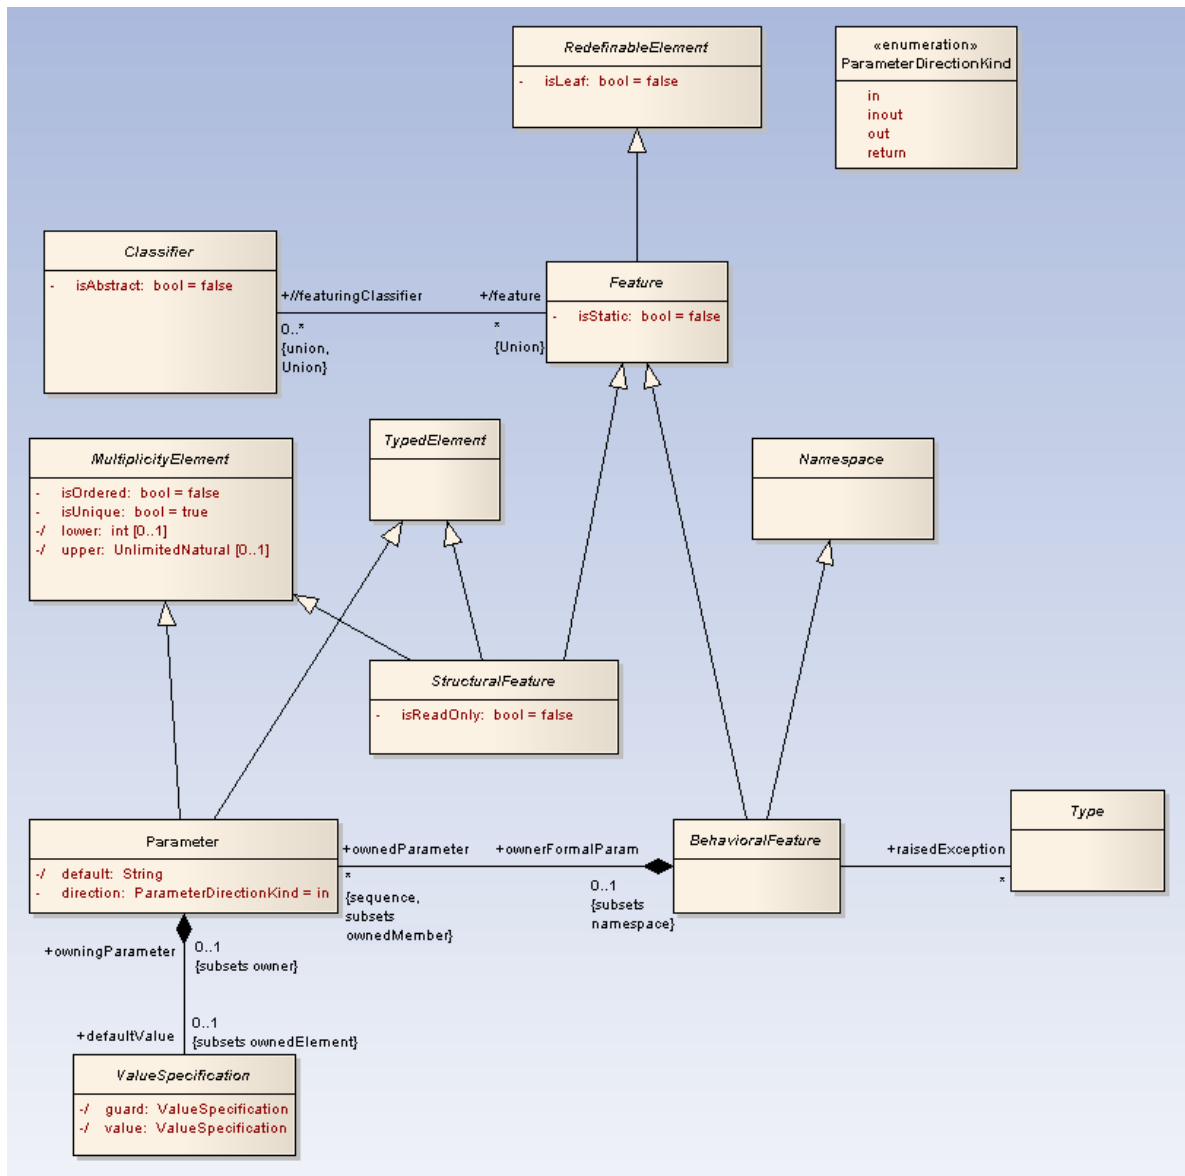 RedefinableElement
- isLeaf: bool = false
«enumeration»
ParameterDirectionKind
in
inout
out
return
Classifier
- isAbstract: bool = false
+//featuringClassifier
0..*
{union,
Union}
+/feature
*
{Union}
Feature
- isStatic: bool = false
MultiplicityElement
- isOrdered: bool = false
- isUnique: bool = true
-/ lower: int [0..1]
-/ upper: UnlimitedNatural [0..1]
TypedElement
Namespace
StructuralFeature
- isReadOnly: bool = false
Parameter
-/ default: String
- direction: ParameterDirectionKind = in
+ownedParameter
*
{sequence,
subsets
ownedMember}
+ownerFormalParam
0..1
{subsets
namespace}
BehavioralFeature
+raisedException
*
Type
+owningParameter
0..1
{subsets owner}
+defaultValue
0..1
{subsets ownedElement}
ValueSpecification
-/ guard: ValueSpecification
-/ value: ValueSpecification